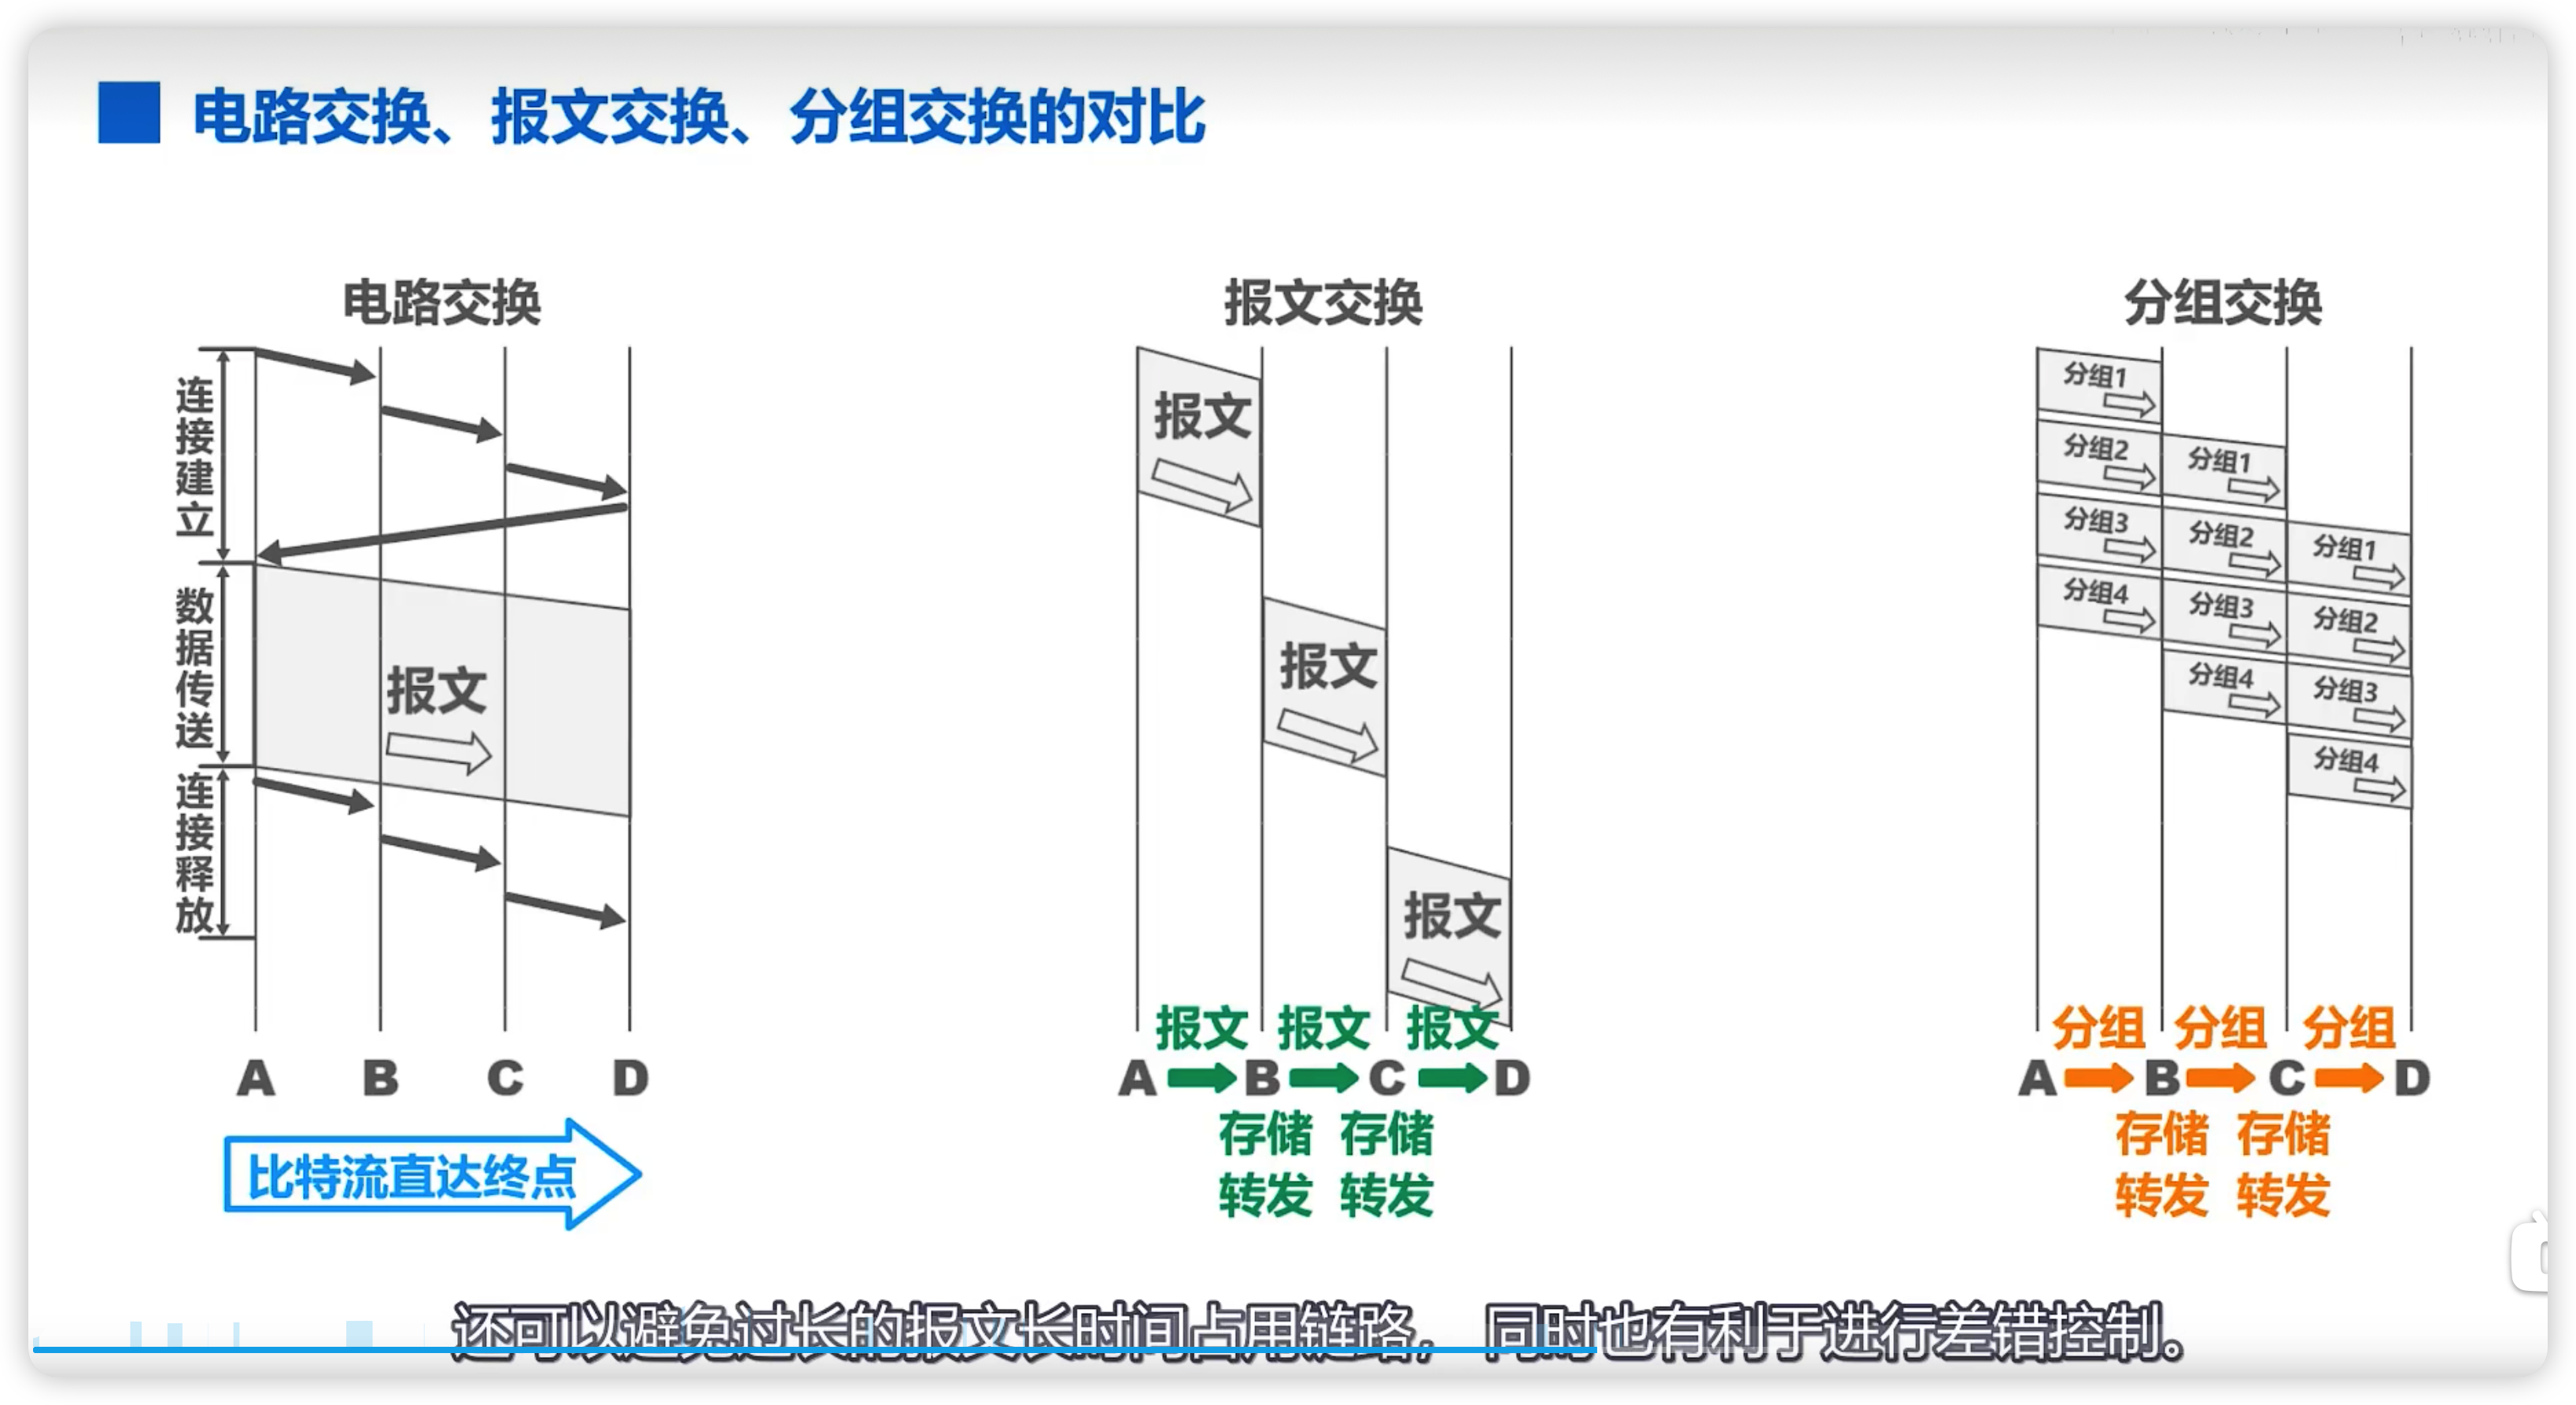 电路交换、报文交换、分组交换的对比
电路交换
连接建立
数据传送
连接释放
报文
A B C D
比特流直达终点
报文交换
报文
报文
报文
报文 报文 报文
A B C D
存储 存储
转发 转发
分组交换
分组1
分组2 分组1
分组3 分组2 分组1
分组4 分组3 分组2
分组4 分组3
分组4
分组 分组 分组
A B C D
存储 存储
转发 转发
还可以避免过长的报文长时间占用链路， 同时也有利于进行差错控制。